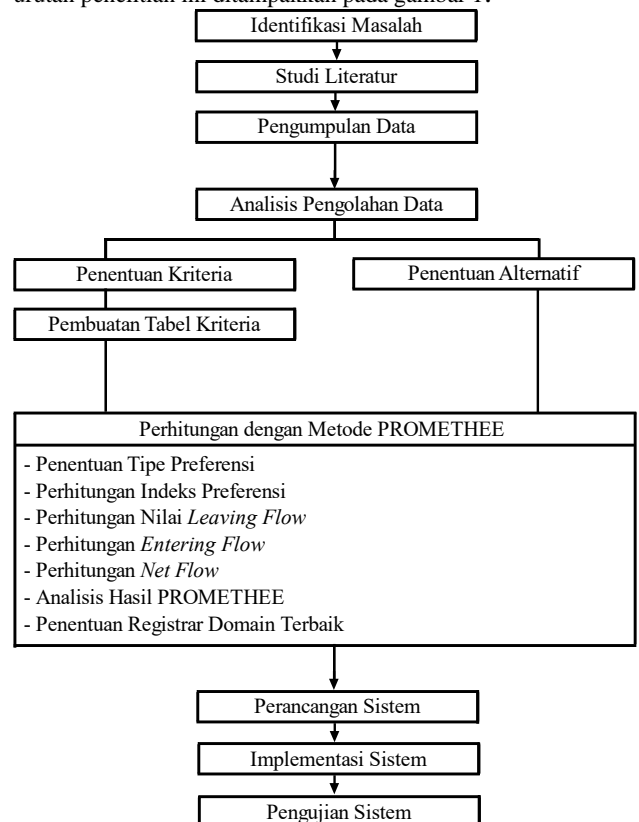 urutan penelitian ini ditampilkan pada gambar 1.
Identifikasi Masalah
Studi Literatur
Pengumpulan Data
Analisis Pengolahan Data
Penentuan Kriteria
Penentuan Alternatif
Pembuatan Tabel Kriteria
Perhitungan dengan Metode PROMETHEE
- Penentuan Tipe Preferensi
- Perhitungan Indeks Preferensi
- Perhitungan Nilai Leaving Flow
- Perhitungan Entering Flow
- Perhitungan Net Flow
- Analisis Hasil PROMETHEE
- Penentuan Registrar Domain Terbaik
Perancangan Sistem
Implementasi Sistem
Pengujian Sistem